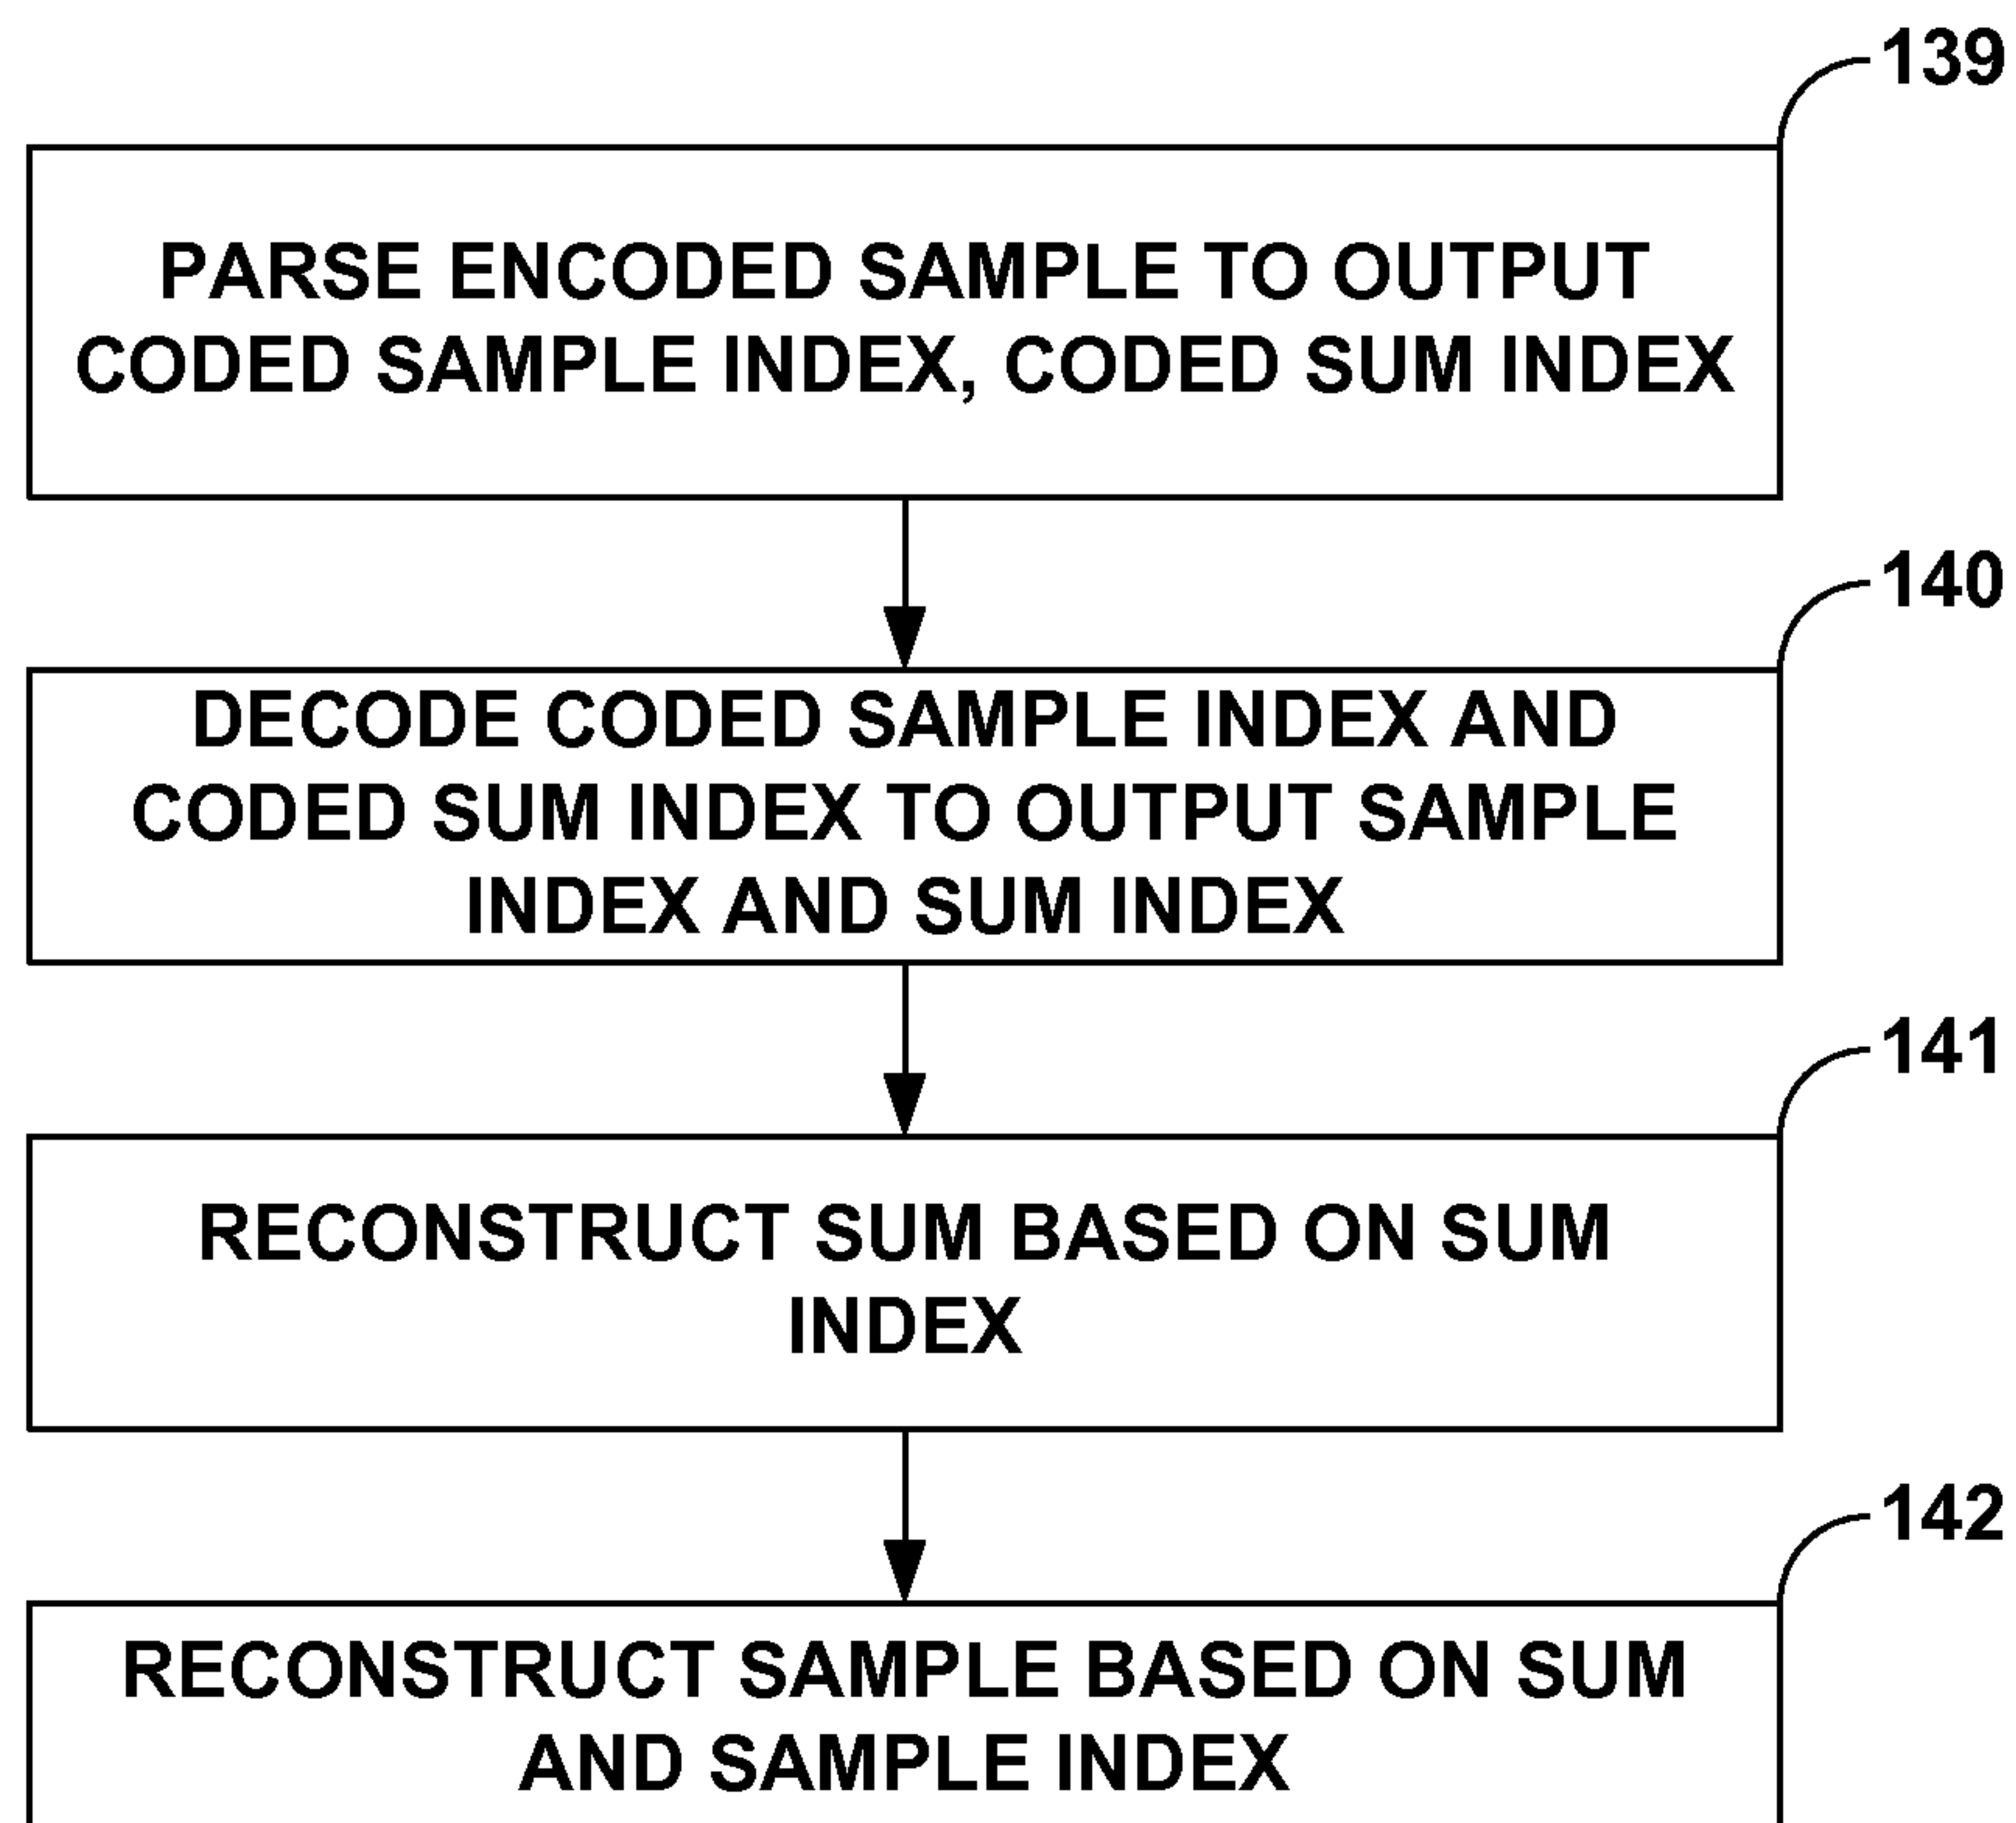 139
PARSE ENCODED SAMPLE TO OUTPUT
CODED SAMPLE INDEX, CODED SUM INDEX
140
DECODE CODED SAMPLE INDEX AND
CODED SUM INDEX TO OUTPUT SAMPLE
INDEX AND SUM INDEX
141
RECONSTRUCT SUM BASED ON SUM
INDEX
142
RECONSTRUCT SAMPLE BASED ON SUM
AND SAMPLE INDEX